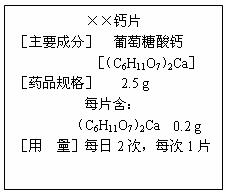 ××钙片
[主要成分] 葡萄糖酸钙
[(C₆H₁₁O₇)₂Ca]
[药品规格] 2.5 g
每片含:
(C₆H₁₁O₇)₂Ca 0.2 g
[用 量] 每日2次，每次1片